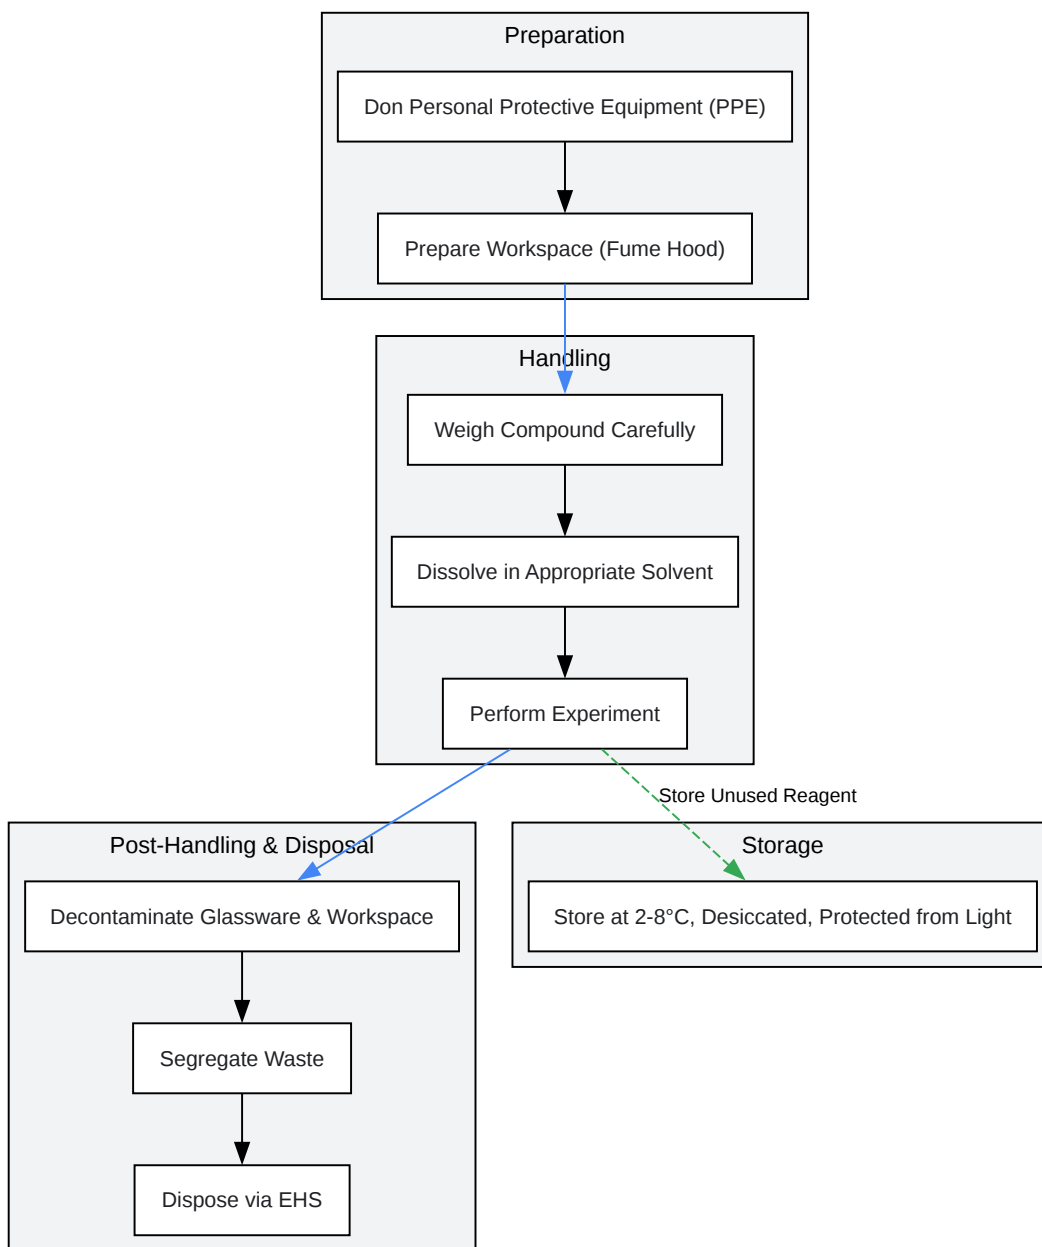 Preparation
Don Personal Protective Equipment (PPE)
Prepare Workspace (Fume Hood)
Handling
Weigh Compound Carefully
Dissolve in Appropriate Solvent
Perform Experiment
Store Unused Reagent
Post-Handling & Disposal
Decontaminate Glassware & Workspace
Segregate Waste
Dispose via EHS
Storage
Store at 2-8°C, Desiccated, Protected from Light